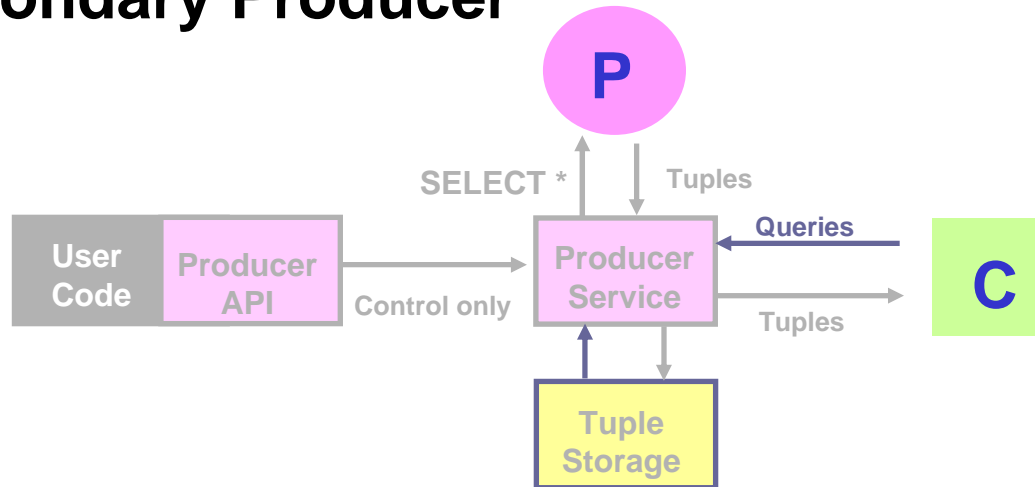 ondary Producer
P
SELECT *
Tuples
Queries
User
Code
Producer
API
Control only
Producer
Service
Tuples
C
Tuple
Storage